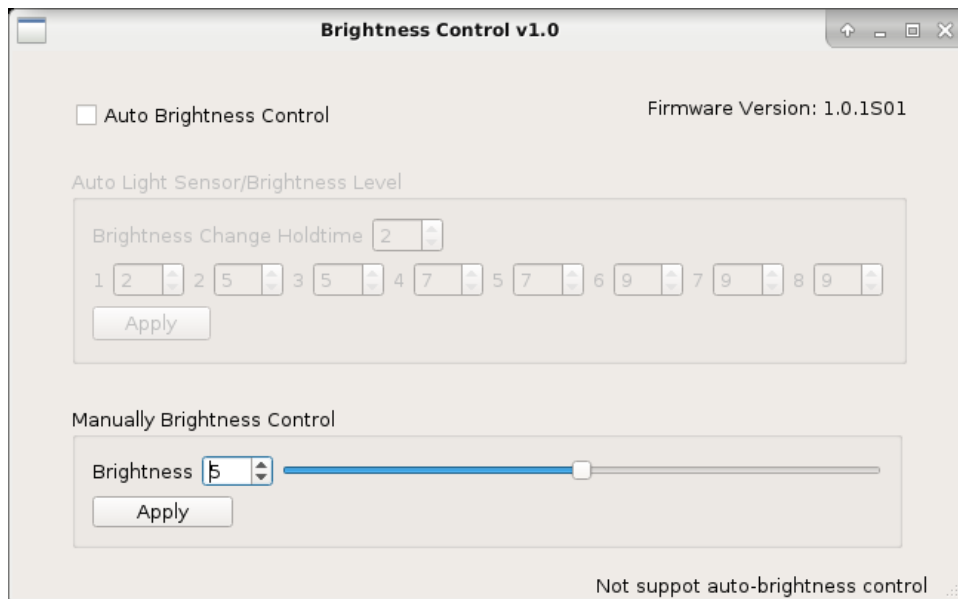 Brightness Control v1.0
Auto Brightness Control
Firmware Version: 1.0.1S01
Auto Light Sensor/Brightness Level
Brightness Change Holdtime 2
1 2 2 5 3 5 4 7 5 7 6 9 7 9 8 9
Apply
Manually Brightness Control
Brightness 5
Apply
Not suppot auto-brightness control